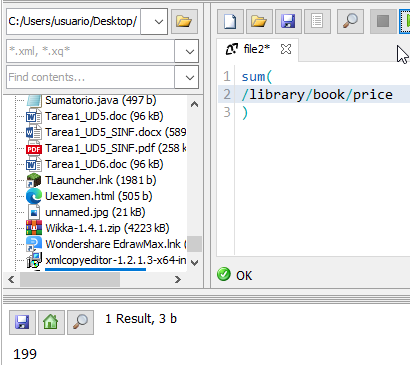 C:/Users/usuario/Desktop/
*.xml, *.xq*
Find contents...
Sumatorio.java (497 b)
Tarea1_UD5.doc (96 kB)
Tarea1_UD5_SINF.docx (589
Tarea1_UD5_SINF.pdf (258 k
Tarea1_UD6.doc (96 kB)
TLauncher.lnk (1981 b)
Uexamen.html (505 b)
unnamed.jpg (21 kB)
Wikka-1.4.1.zip (4223 kB)
Wondershare EdrawMax.lnk (
xmlcopyeditor-1.2.1.3-x64-in
file2*
1 sum(
2 /library/book/price
3 )
OK
1 Result, 3 b
199